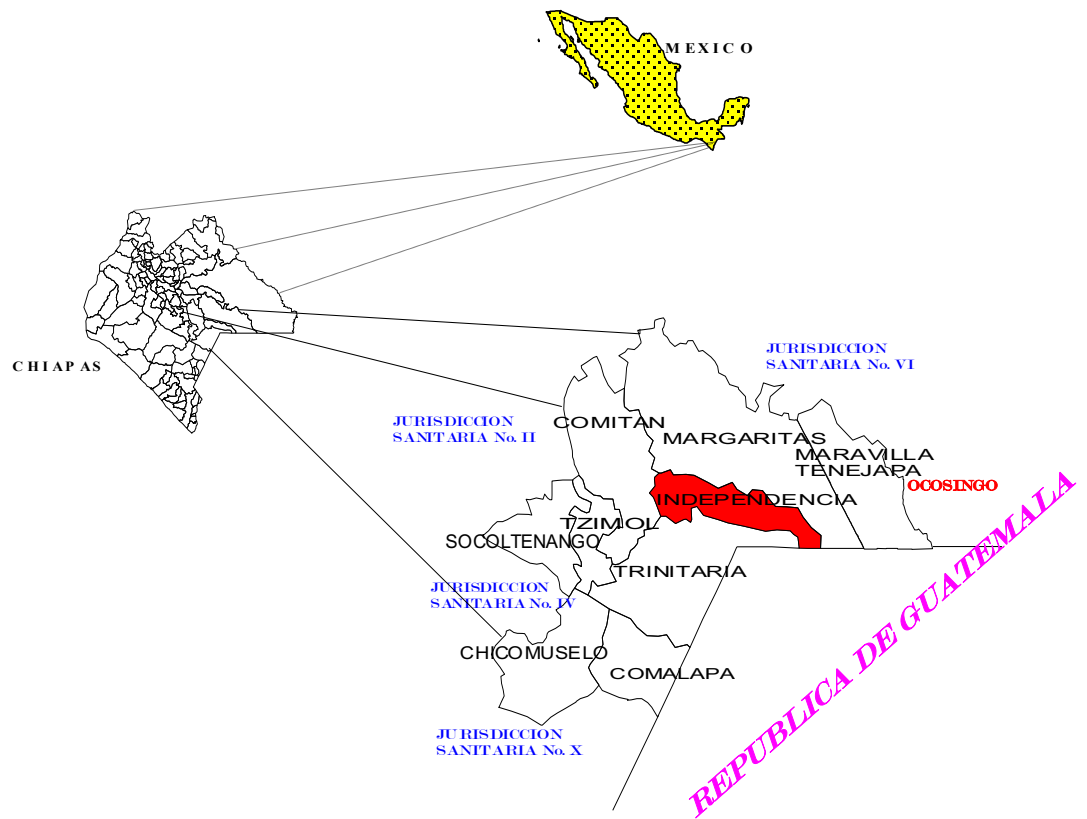 MEXICO
CHIAPAS
JURISDICCION
SANITARIA No. VI
JURISDICCION
SANITARIA No. II
COMITAN
MARGARITAS
MARAVILLA
TENEJAPA
OCOSINGO
INDEPENDENCIA
TZIMOL
SOCOLTENANGO
TRINITARIA
JURISDICCION
SANITARIA No. IV
CHICOMUSELO
COMALAPA
JURISDICCION
SANITARIA No. X
REPUBLICA DE GUATEMALA